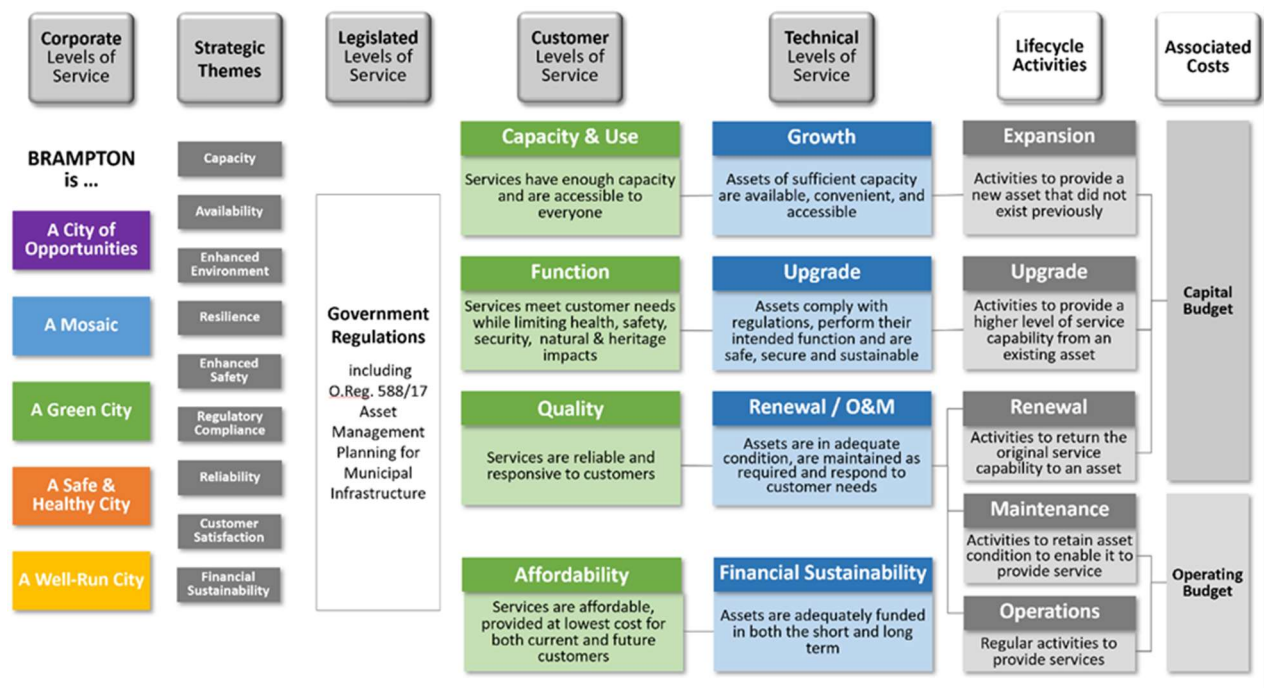 Corporate
Levels of
Service
Strategic
Themes
Legislated
Levels of
Service
Customer
Levels of
Service
Technical
Levels of
Service
Lifecycle
Activities
Associated
Costs
BRAMPTON
is ...
A City of
Opportunities
A Mosaic
A Green City
A Safe &
Healthy City
A Well-Run City
Capacity
Availability
Enhanced
Environment
Resilience
Enhanced
Safety
Regulatory
Compliance
Reliability
Customer
Satisfaction
Financial
Sustainability
Government
Regulations
including
O.Reg. 588/17
Asset
Management
Planning for
Municipal
Infrastructure
Capacity & Use
Services have enough capacity
and are accessible to
everyone
Function
Services meet customer needs
while limiting health, safety,
security, natural & heritage
impacts
Quality
Services are reliable and
responsive to customers
Affordability
Services are affordable,
provided at lowest cost for
both current and future
customers
Growth
Assets of sufficient capacity
are available, convenient, and
accessible
Upgrade
Assets comply with
regulations, perform their
intended function and are
safe, secure and sustainable
Renewal / O&M
Assets are in adequate
condition, are maintained as
required and respond to
customer needs
Financial Sustainability
Assets are adequately funded
in both the short and long
term
Expansion
Activities to provide a
new asset that did not
exist previously
Upgrade
Activities to provide a
higher level of service
capability from an
existing asset
Renewal
Activities to return the
original service
capability to an asset
Maintenance
Activities to retain asset
condition to enable it to
provide service
Operations
Regular activities to
provide services
Capital
Budget
Operating
Budget